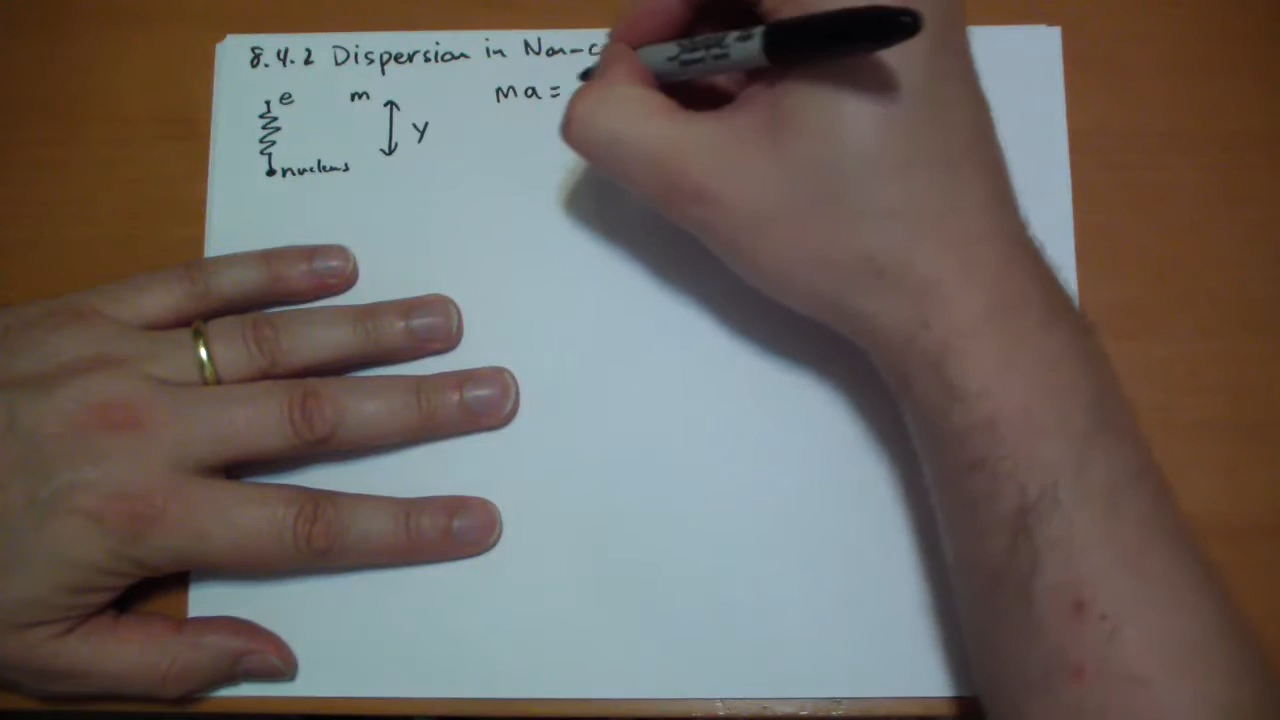 8.4.2 Dispersion in Non-c
e m ma=
y
nucleus